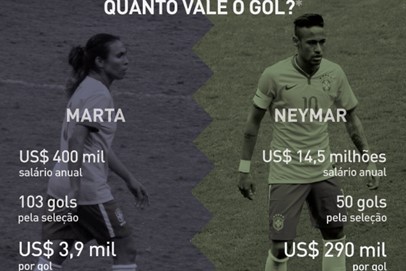 QUANTO VALE O GOL?*
MARTA
US$ 400 mil
salário anual
103 gols
pela seleção
US$ 3,9 mil
por gol
NEYMAR
US$ 14,5 milhões
salário anual
50 gols
pela seleção
US$ 290 mil
por gol
10